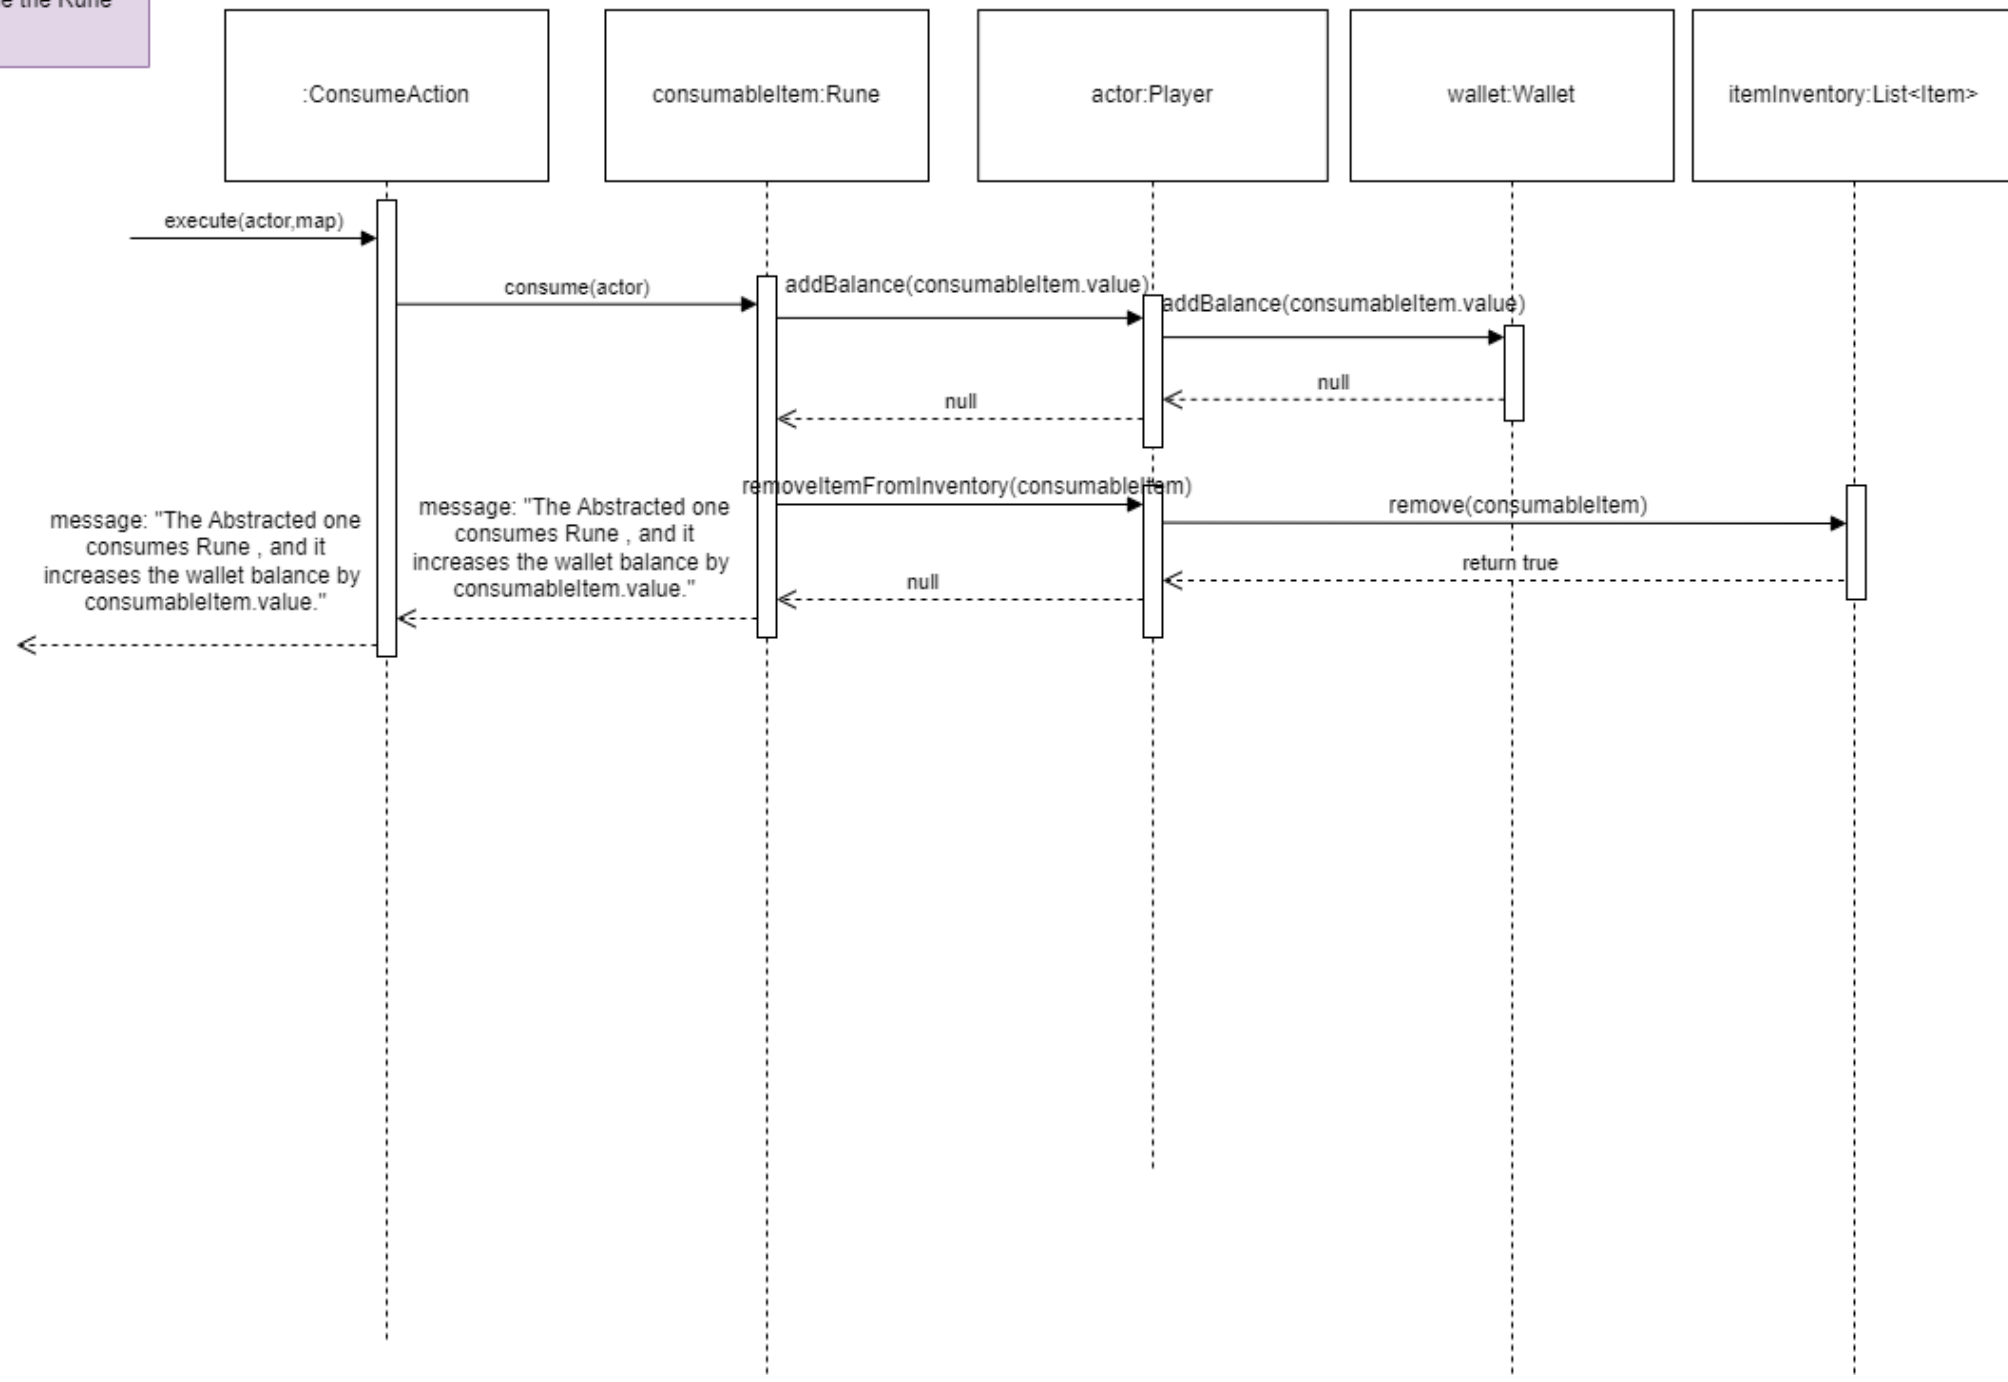 the Rune
:ConsumeAction
consumableItem:Rune
actor:Player
wallet:Wallet
itemInventory:List<Item>
execute(actor,map)
consume(actor)
addBalance(consumableItem.value)
addBalance(consumableItem.value)
null
null
removeItemFromInventory(consumableItem)
remove(consumableItem)
return true
null
message: "The Abstracted one
consumes Rune , and it
increases the wallet balance by
consumableItem.value."
message: "The Abstracted one
consumes Rune , and it
increases the wallet balance by
consumableItem.value."